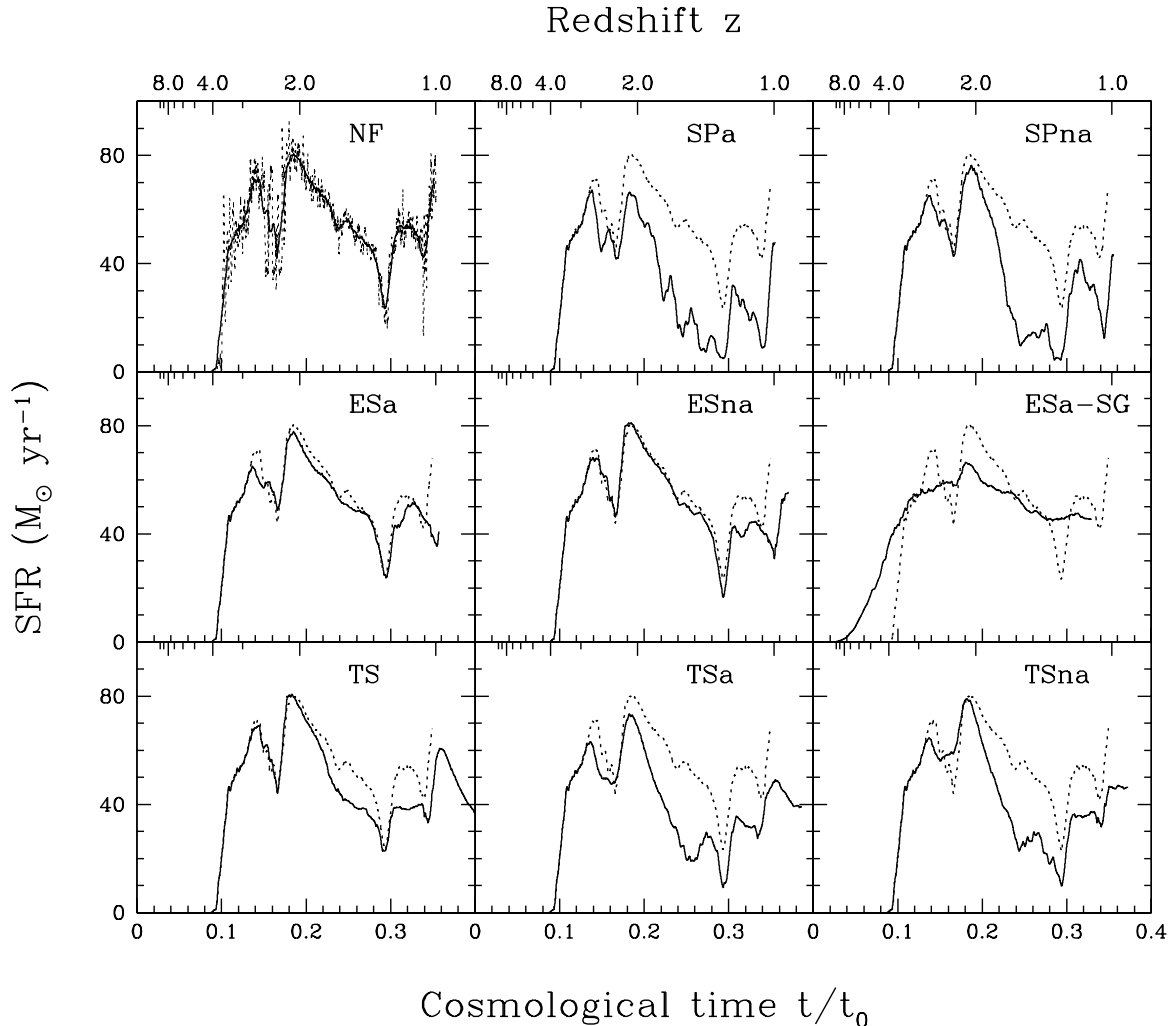 Redshift z
8.0 4.0 2.0 1.0 8.0 4.0 2.0 1.0 8.0 4.0 2.0 1.0
NF SPa SPna
80
40
0
ESa ESna ESa−SG
80
40
0
TS TSa TSna
80
40
0
0 0.1 0.2 0.3 0 0.1 0.2 0.3 0 0.1 0.2 0.3 0.4
SFR (M⊙ yr⁻¹)
Cosmological time t/t₀